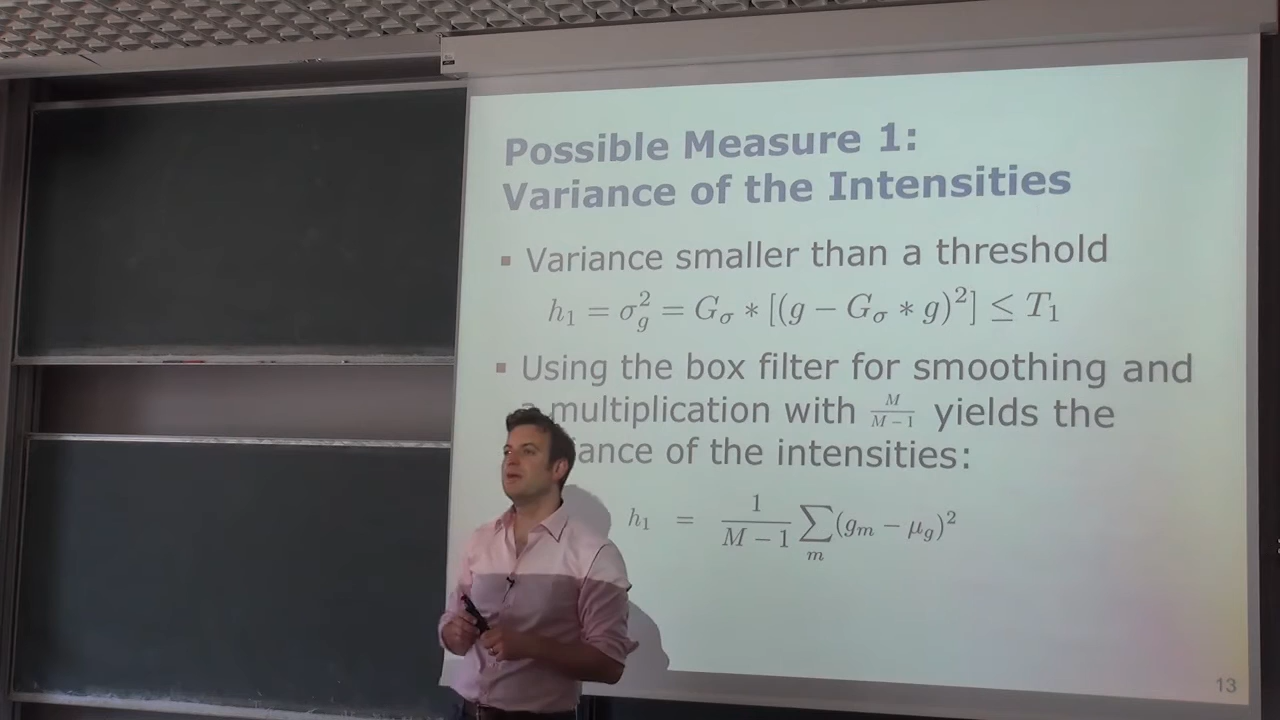 Possible Measure 1:
Variance of the Intensities
▪ Variance smaller than a threshold
h₁ = σ_g² = G_σ * [(g − G_σ * g)²] ≤ T₁
▪ Using the box filter for smoothing and
multiplication with M/(M−1) yields the
of the intensities:
h₁ = 1/(M − 1) ∑_m (g_m − μ_g)²
13